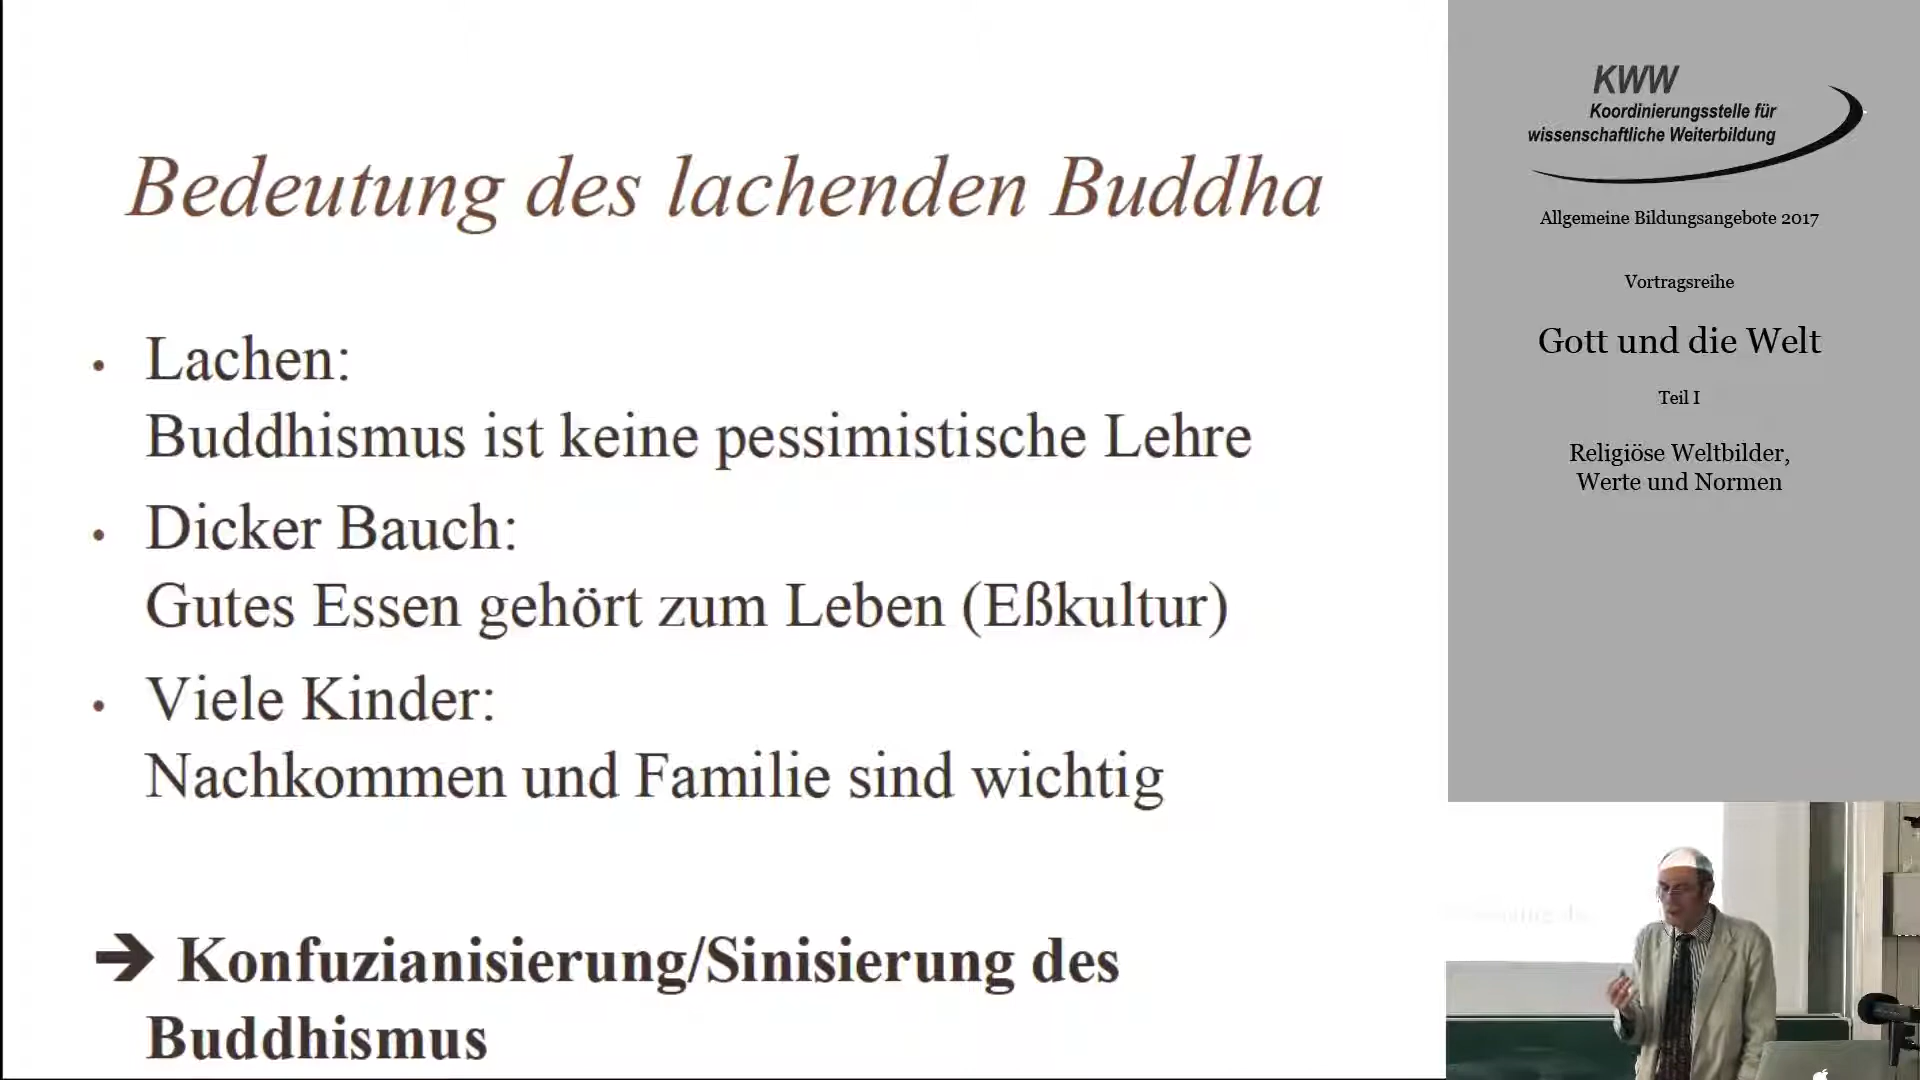 Bedeutung des lachenden Buddha
• Lachen:
Buddhismus ist keine pessimistische Lehre
• Dicker Bauch:
Gutes Essen gehört zum Leben (Eßkultur)
• Viele Kinder:
Nachkommen und Familie sind wichtig
➔ Konfuzianisierung/Sinisierung des
Buddhismus
KWW
Koordinierungsstelle für
wissenschaftliche Weiterbildung
Allgemeine Bildungsangebote 2017
Vortragsreihe
Gott und die Welt
Teil I
Religiöse Weltbilder,
Werte und Normen